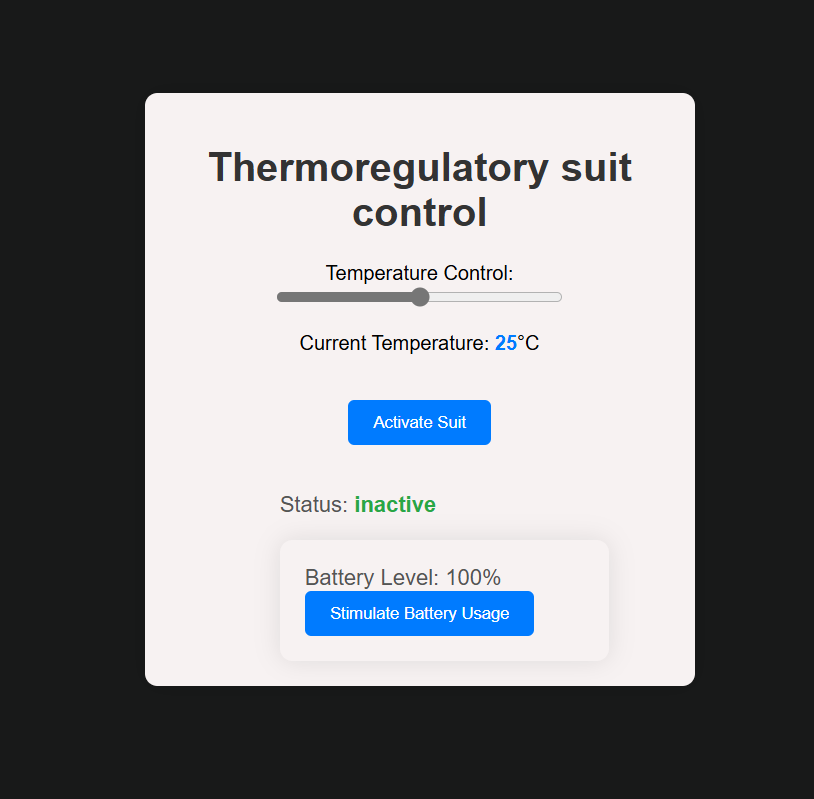 Thermoregulatory suit
control
Temperature Control:
Current Temperature: 25°C
Activate Suit
Status: inactive
Battery Level: 100%
Stimulate Battery Usage